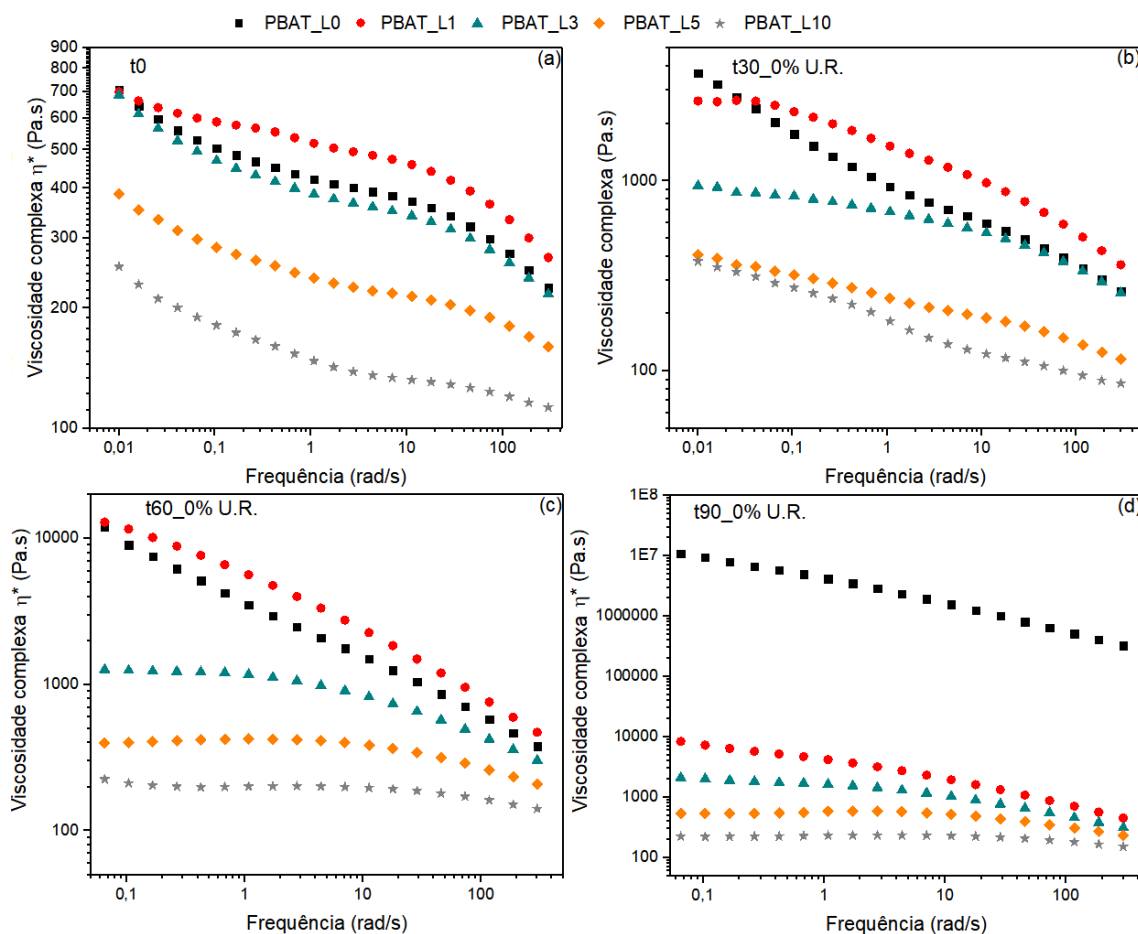 PBAT_L0 PBAT_L1 PBAT_L3 PBAT_L5 PBAT_L10
t0
(a)
Viscosidade complexa η* (Pa.s)
900
800
700
600
500
400
300
200
100
0,01 0,1 1 10 100
Frequência (rad/s)
t30_0% U.R.
(b)
Viscosidade complexa η* (Pa.s)
1000
100
0,01 0,1 1 10 100
Frequência (rad/s)
t60_0% U.R.
(c)
Viscosidade complexa η* (Pa.s)
10000
1000
100
0,1 1 10 100
Frequência (rad/s)
t90_0% U.R.
(d)
Viscosidade complexa η* (Pa.s)
1E8
1E7
1000000
100000
10000
1000
100
0,1 1 10 100
Frequência (rad/s)